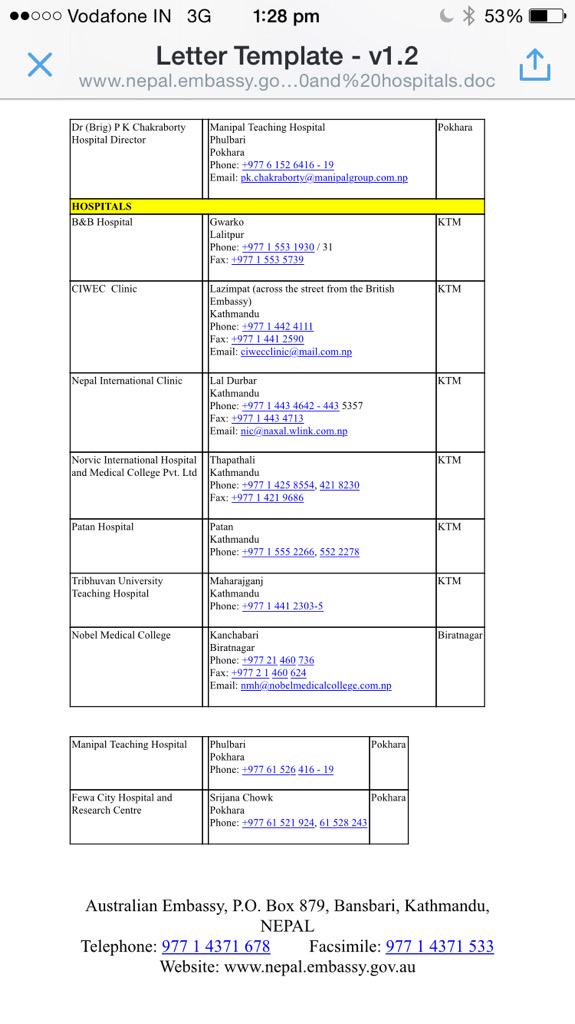 Vodafone IN 3G 1:28 pm 53%
Letter Template - v1.2
www.nepal.embassy.go...0and%20hospitals.doc
Dr (Brig) P K Chakraborty
Hospital Director
Manipal Teaching Hospital
Phulbari
Pokhara
Phone: +977 6 152 6416 - 19
Email: pk.chakraborty@manipalgroup.com.np
Pokhara
HOSPITALS
B&B Hospital
Gwarko
Lalitpur
Phone: +977 1 553 1930 / 31
Fax: +977 1 553 5739
KTM
CIWEC Clinic
Lazimpat (across the street from the British
Embassy)
Kathmandu
Phone: +977 1 442 4111
Fax: +977 1 441 2590
Email: ciwecclinic@mail.com.np
KTM
Nepal International Clinic
Lal Durbar
Kathmandu
Phone: +977 1 443 4642 - 443 5357
Fax: +977 1 443 4713
Email: nic@naxal.wlink.com.np
KTM
Norvic International Hospital
and Medical College Pvt. Ltd
Thapathali
Kathmandu
Phone: +977 1 425 8554, 421 8230
Fax: +977 1 421 9686
KTM
Patan Hospital
Patan
Kathmandu
Phone: +977 1 555 2266, 552 2278
KTM
Tribhuvan University
Teaching Hospital
Maharajganj
Kathmandu
Phone: +977 1 441 2303-5
KTM
Nobel Medical College
Kanchabari
Biratnagar
Phone: +977 21 460 736
Fax: +977 2 1 460 624
Email: nmh@nobelmedicalcollege.com.np
Biratnagar
Manipal Teaching Hospital
Phulbari
Pokhara
Phone: +977 61 526 416 - 19
Pokhara
Fewa City Hospital and
Research Centre
Srijana Chowk
Pokhara
Phone: +977 61 521 924, 61 528 243
Pokhara
Australian Embassy, P.O. Box 879, Bansbari, Kathmandu,
NEPAL
Telephone: 977 1 4371 678 Facsimile: 977 1 4371 533
Website: www.nepal.embassy.gov.au